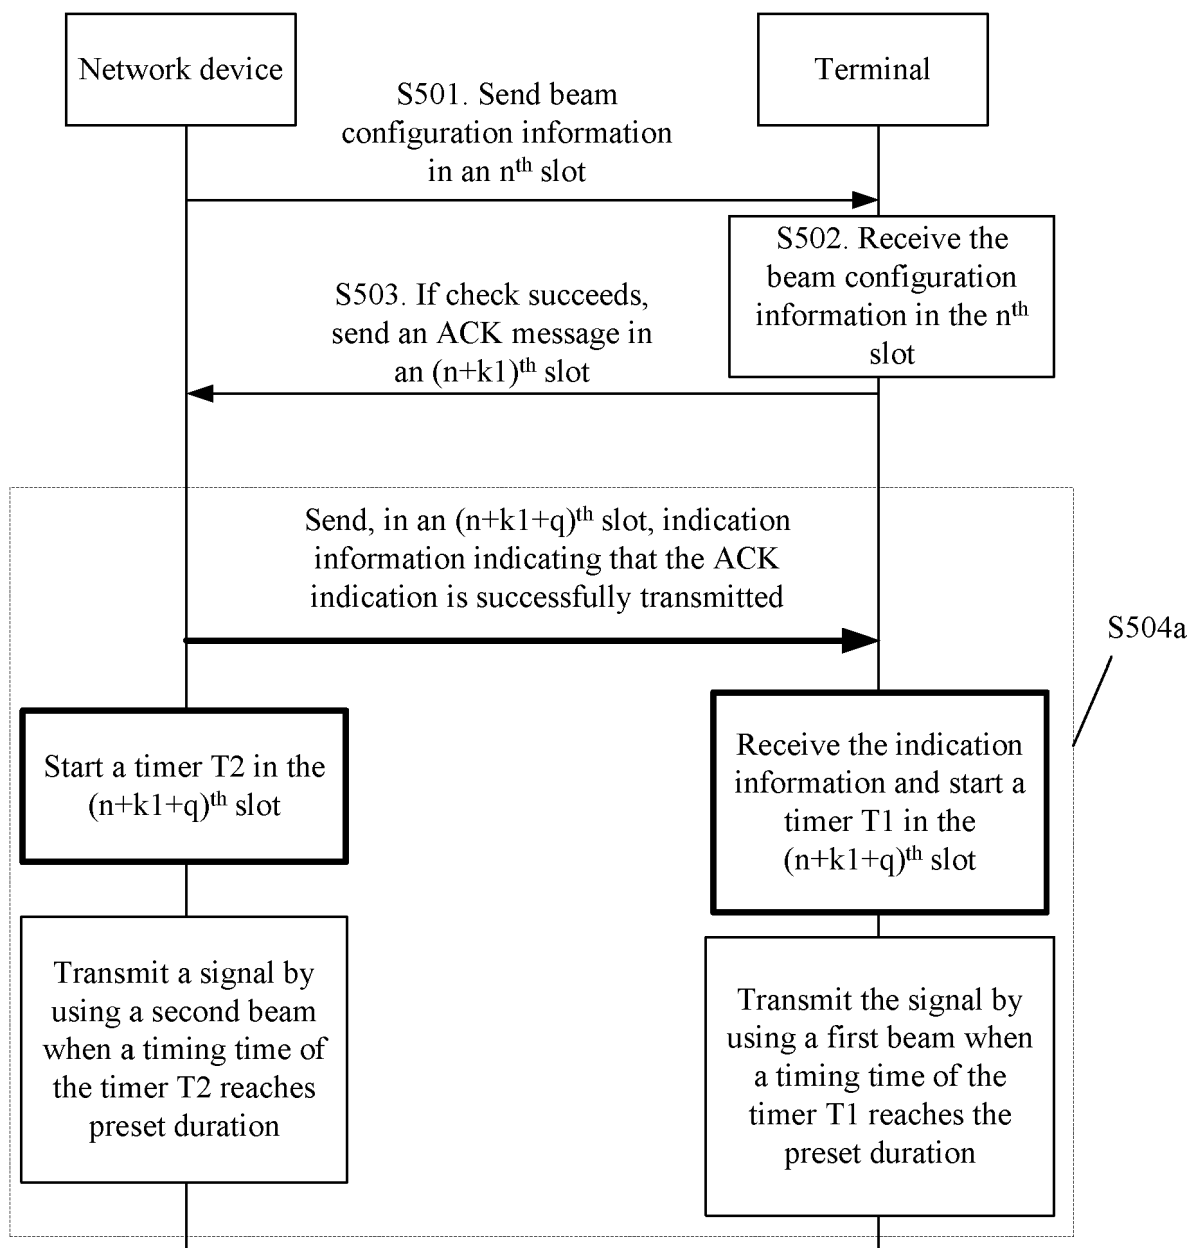 Network device
Terminal
S501. Send beam
configuration information
in an nth slot
S502. Receive the
beam configuration
information in the nth
slot
S503. If check succeeds,
send an ACK message in
an (n+k1)th slot
Send, in an (n+k1+q)th slot, indication
information indicating that the ACK
indication is successfully transmitted
S504a
Start a timer T2 in the
(n+k1+q)th slot
Receive the indication
information and start a
timer T1 in the
(n+k1+q)th slot
Transmit a signal by
using a second beam
when a timing time of
the timer T2 reaches
preset duration
Transmit the signal by
using a first beam when
a timing time of the
timer T1 reaches the
preset duration